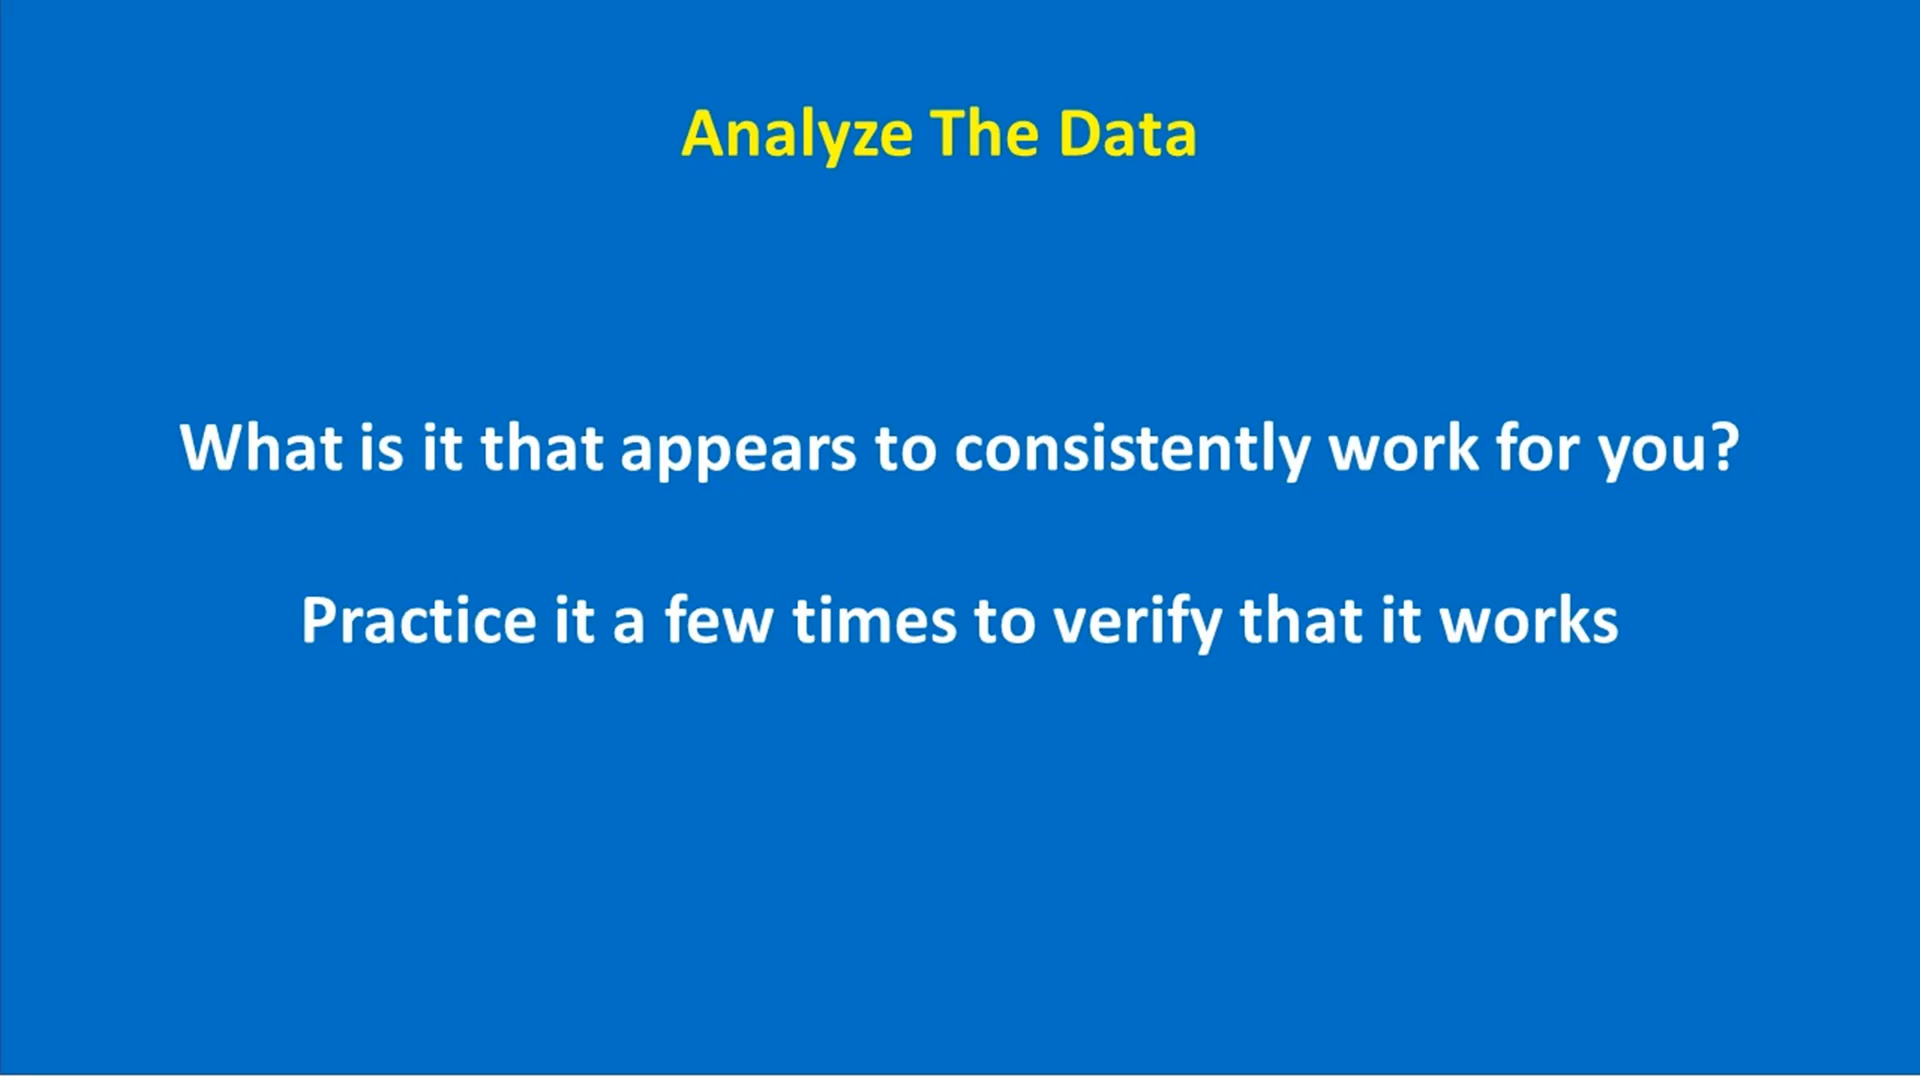 Analyze The Data
What is it that appears to consistently work for you?
Practice it a few times to verify that it works